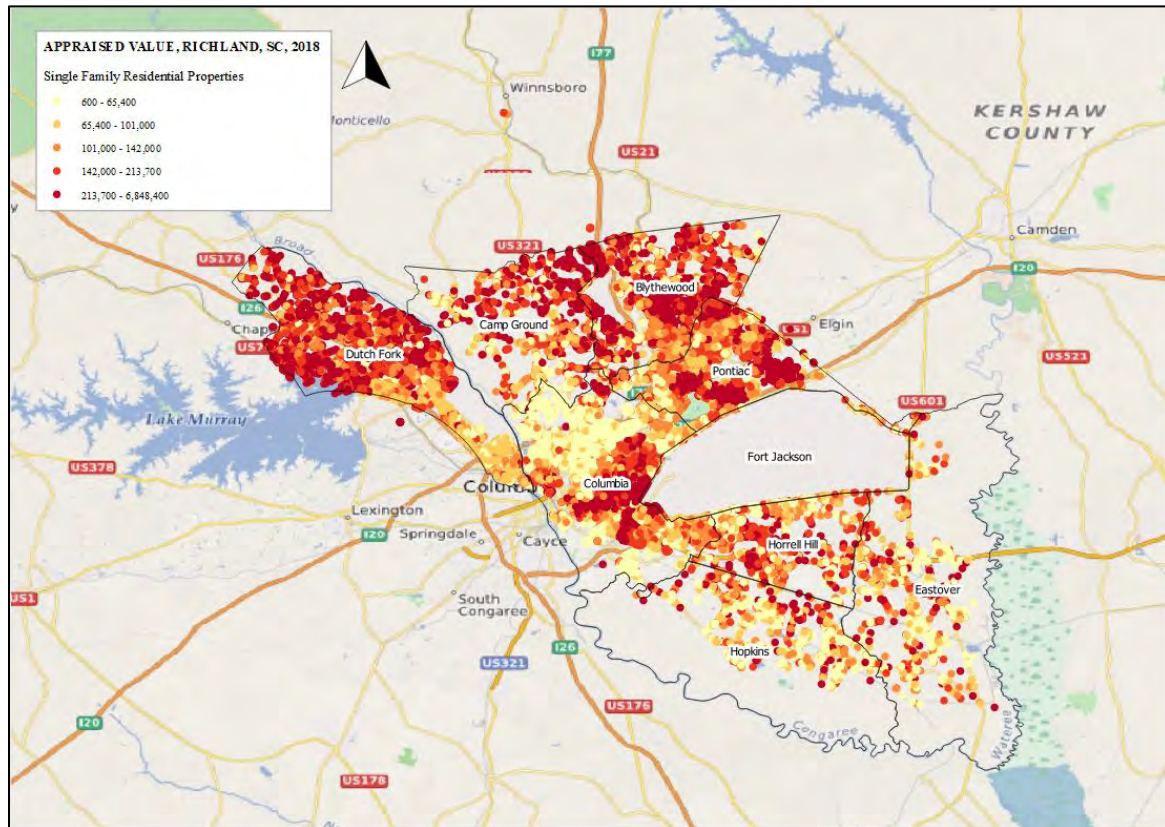 APPRAISED VALUE, RICHLAND, SC, 2018
Single Family Residential Properties
600 - 65,400
65,400 - 101,000
101,000 - 142,000
142,000 - 213,700
213,700 - 6,848,400
I77
Winnsboro
KERSHAW
COUNTY
US21
Camden
Broad
US176
US321
I20
Blythewood
I26
Elgin
Camp Ground
Dutch Fork
US521
Pontiac
US601
Lake Murray
Fort Jackson
US378
Columbia
Lexington
I20
Springdale
Cayce
Horrell Hill
Eastover
US1
South
Congaree
I26
Hopkins
US321
I20
US176
Congaree
Wateree
US178